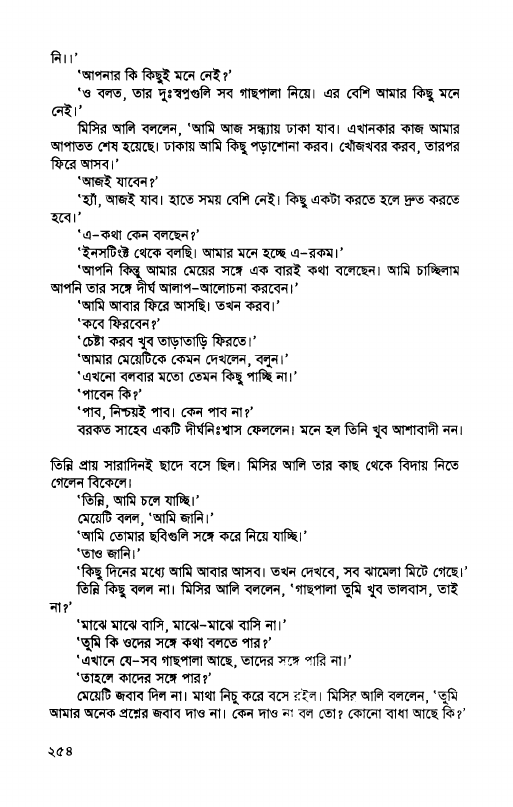 নি।।’
‘আপনার কি কিছুই মনে নেই?’
‘ও বলত, তার দুঃস্বপ্নগুলি সব গাছপালা নিয়ে। এর বেশি আমার কিছু মনে
নেই।’
মিসির আলি বললেন, ‘আমি আজ সন্ধ্যায় ঢাকা যাব। এখানকার কাজ আমার
আপাতত শেষ হয়েছে। ঢাকায় আমি কিছু পড়াশোনা করব। খোঁজখবর করব, তারপর
ফিরে আসব।’
‘আজই যাবেন?’
‘হ্যাঁ, আজই যাব। হাতে সময় বেশি নেই। কিছু একটা করতে হলে দ্রুত করতে
হবে।’
‘এ-কথা কেন বলছেন?’
‘ইনসটিংক্ট থেকে বলছি। আমার মনে হচ্ছে এ-রকম।’
‘আপনি কিন্তু আমার মেয়ের সঙ্গে এক বারই কথা বলেছেন। আমি চাচ্ছিলাম
আপনি তার সঙ্গে দীর্ঘ আলাপ-আলোচনা করবেন।’
‘আমি আবার ফিরে আসছি। তখন করব।’
‘কবে ফিরবেন?’
‘চেষ্টা করব খুব তাড়াতাড়ি ফিরতে।’
‘আমার মেয়েটিকে কেমন দেখলেন, বলুন।’
‘এখনো বলবার মতো তেমন কিছু পাচ্ছি না।’
‘পাবেন কি?’
‘পাব, নিশ্চয়ই পাব। কেন পাব না?’
বরকত সাহেব একটি দীর্ঘনিঃশ্বাস ফেললেন। মনে হল তিনি খুব আশাবাদী নন।
তিন্নি প্রায় সারাদিনই ছাদে বসে ছিল। মিসির আলি তার কাছ থেকে বিদায় নিতে
গেলেন বিকেলে।
‘তিন্নি, আমি চলে যাচ্ছি।’
মেয়েটি বলল, ‘আমি জানি।’
‘আমি তোমার ছবিগুলি সঙ্গে করে নিয়ে যাচ্ছি।’
‘তাও জানি।’
‘কিছু দিনের মধ্যে আমি আবার আসব। তখন দেখবে, সব ঝামেলা মিটে গেছে।’
তিন্নি কিছু বলল না। মিসির আলি বললেন, ‘গাছপালা তুমি খুব ভালবাস, তাই
না?’
‘মাঝে মাঝে বাসি, মাঝে-মাঝে বাসি না।’
‘তুমি কি ওদের সঙ্গে কথা বলতে পার?’
‘এখানে যে-সব গাছপালা আছে, তাদের সঙ্গে পারি না।’
‘তাহলে কাদের সঙ্গে পার?’
মেয়েটি জবাব দিল না। মাথা নিচু করে বসে রইল। মিসির আলি বললেন, ‘তুমি
আমার অনেক প্রশ্নের জবাব দাও না। কেন দাও না বল তো? কোনো বাধা আছে কি?’
২৫৪